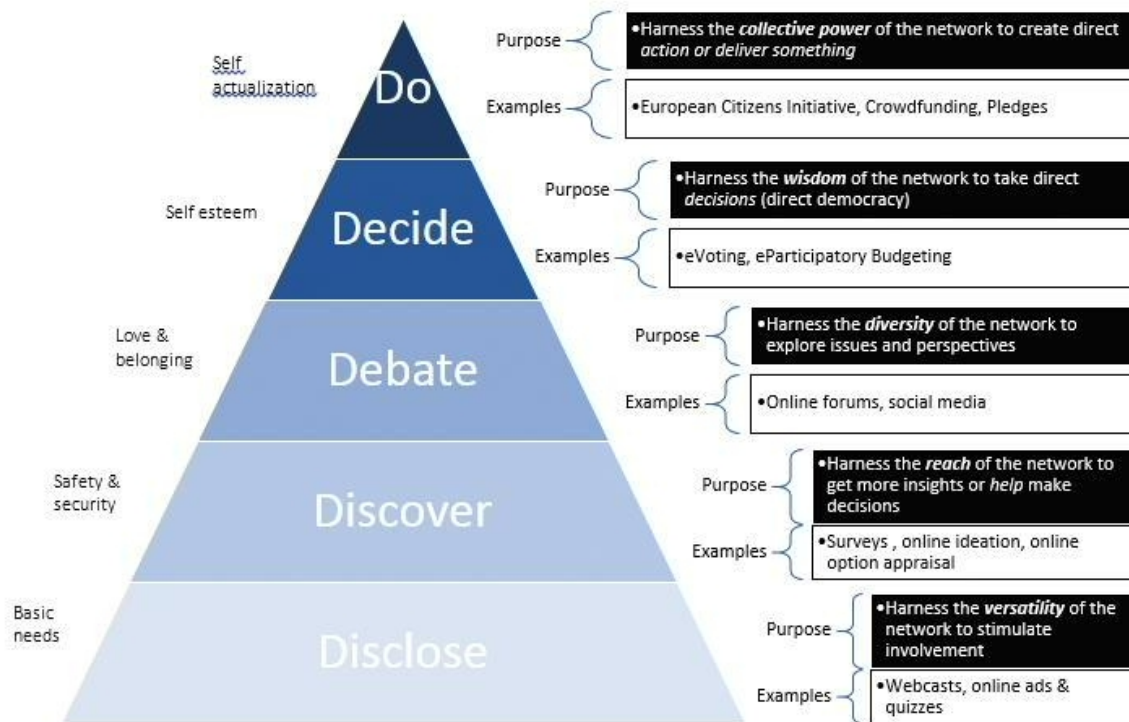 Self
actualization
Do
Purpose
•Harness the collective power of the network to create direct
action or deliver something
Examples
•European Citizens Initiative, Crowdfunding, Pledges
Self esteem
Decide
Purpose
•Harness the wisdom of the network to take direct
decisions (direct democracy)
Examples
•eVoting, eParticipatory Budgeting
Love &
belonging
Debate
Purpose
•Harness the diversity of the network to
explore issues and perspectives
Examples
•Online forums, social media
Safety &
security
Discover
Purpose
•Harness the reach of the network to
get more insights or help make
decisions
Examples
•Surveys , online ideation, online
option appraisal
Basic
needs
Disclose
Purpose
•Harness the versatility of the
network to stimulate
involvement
Examples
•Webcasts, online ads &
quizzes